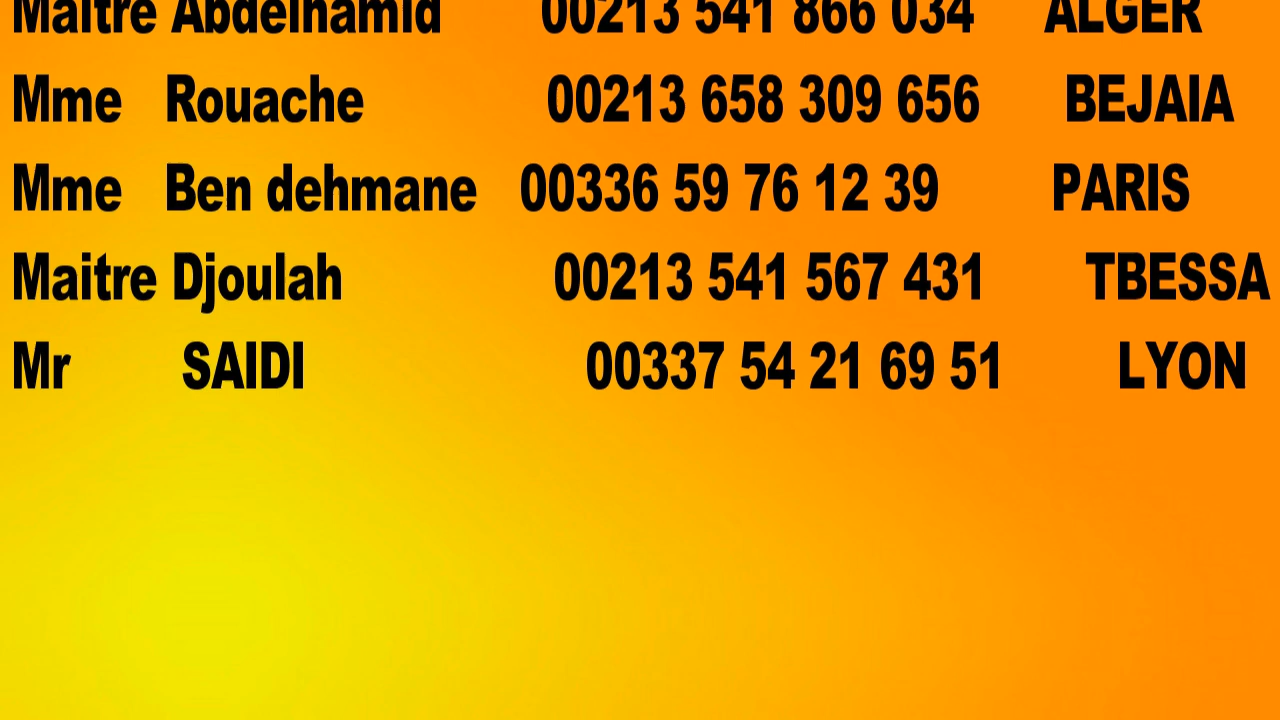 Maitre Abdelhamid 00213 541 866 034 ALGER
Mme Rouache 00213 658 309 656 BEJAIA
Mme Ben dehmane 00336 59 76 12 39 PARIS
Maitre Djoulah 00213 541 567 431 TBESSA
Mr SAIDI 00337 54 21 69 51 LYON